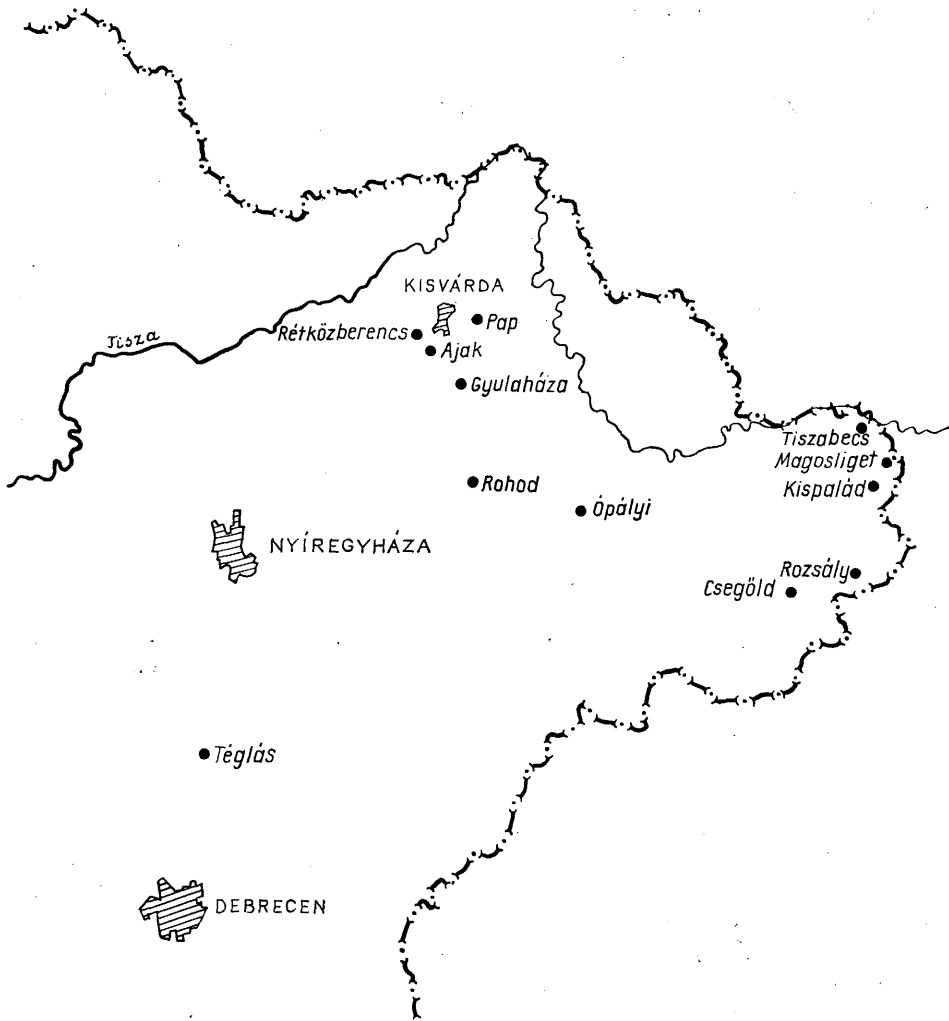 KISVÁRDA
Pap
Rétközberencs
Tisza
Ajak
Gyulaháza
Tiszabecs
Magosliget
Rohod
Kispalád
Ópályi
NYÍREGYHÁZA
Rozsály
Csegöld
Téglás
DEBRECEN